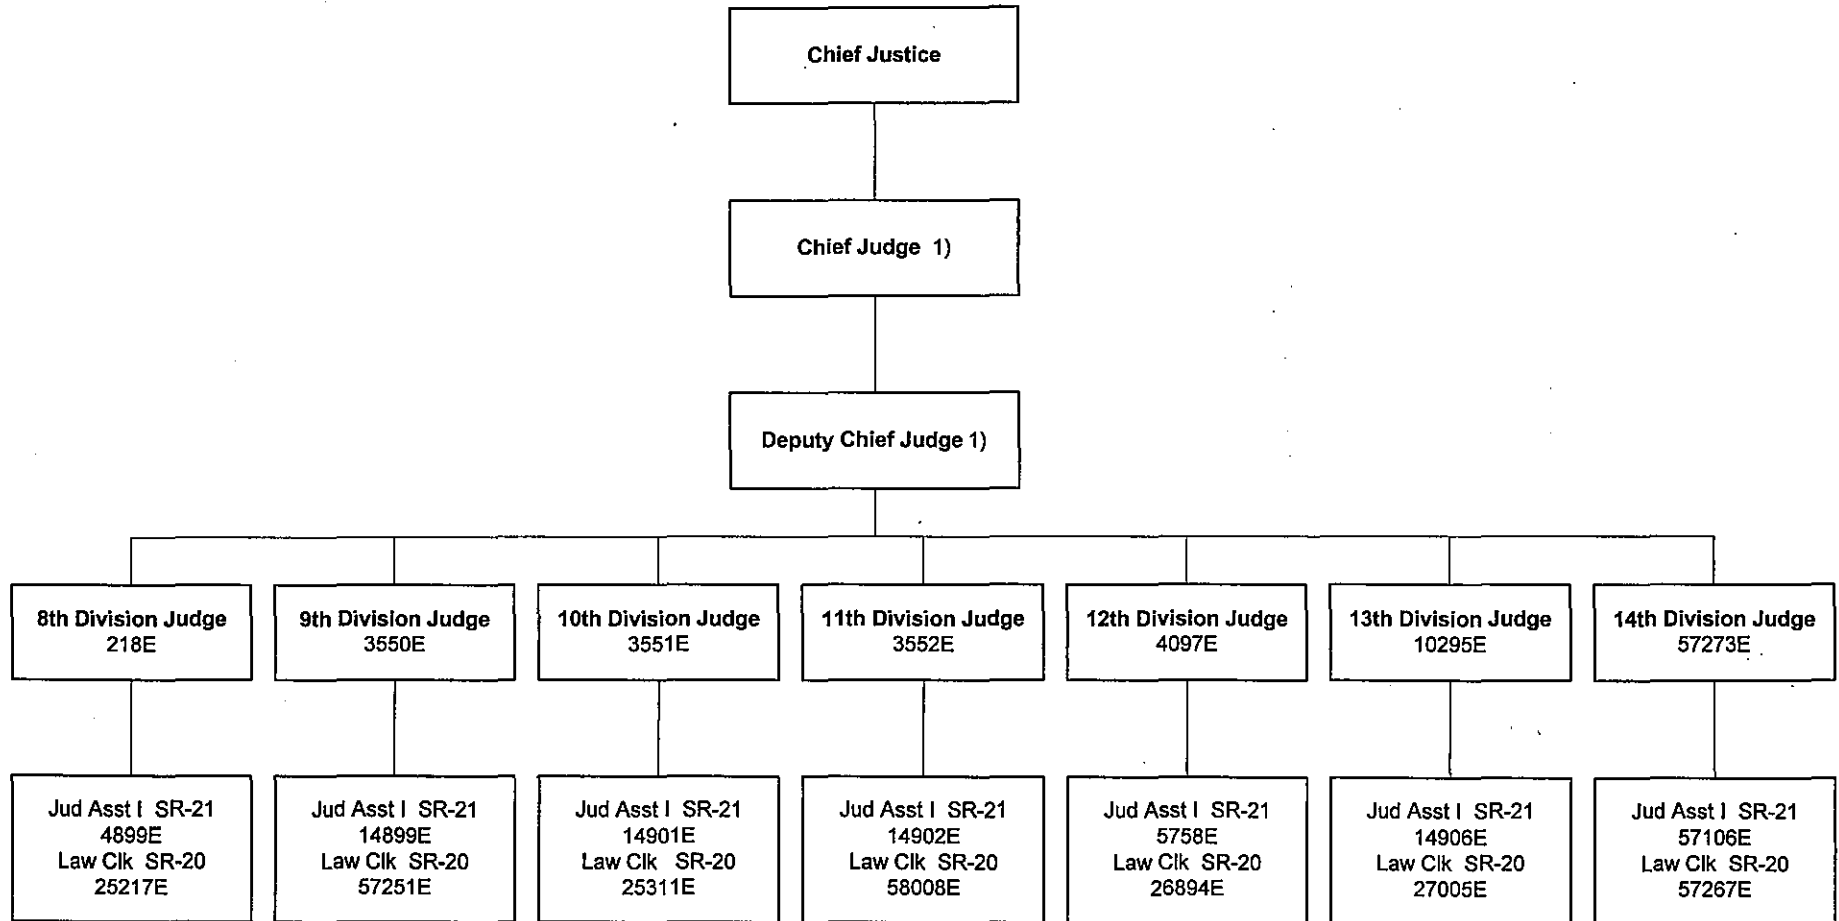 Chief Justice
Chief Judge 1)
Deputy Chief Judge 1)
8th Division Judge
218E
9th Division Judge
3550E
10th Division Judge
3551E
11th Division Judge
3552E
12th Division Judge
4097E
13th Division Judge
10295E
14th Division Judge
57273E
Jud Asst I SR-21
4899E
Law Clk SR-20
25217E
Jud Asst I SR-21
14899E
Law Clk SR-20
57251E
Jud Asst I SR-21
14901E
Law Clk SR-20
25311E
Jud Asst I SR-21
14902E
Law Clk SR-20
58008E
Jud Asst I SR-21
5758E
Law Clk SR-20
26894E
Jud Asst I SR-21
14906E
Law Clk SR-20
27005E
Jud Asst I SR-21
57106E
Law Clk SR-20
57267E